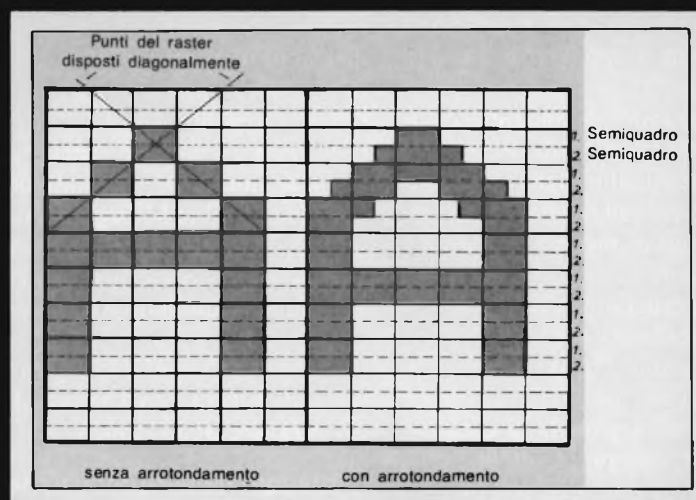 Punti del raster
disposti diagonalmente
1. Semiquadro
2. Semiquadro
1.
2.
1.
2.
1.
2.
1.
2.
1.
2.
1.
2.
senza arrotondamento
con arrotondamento